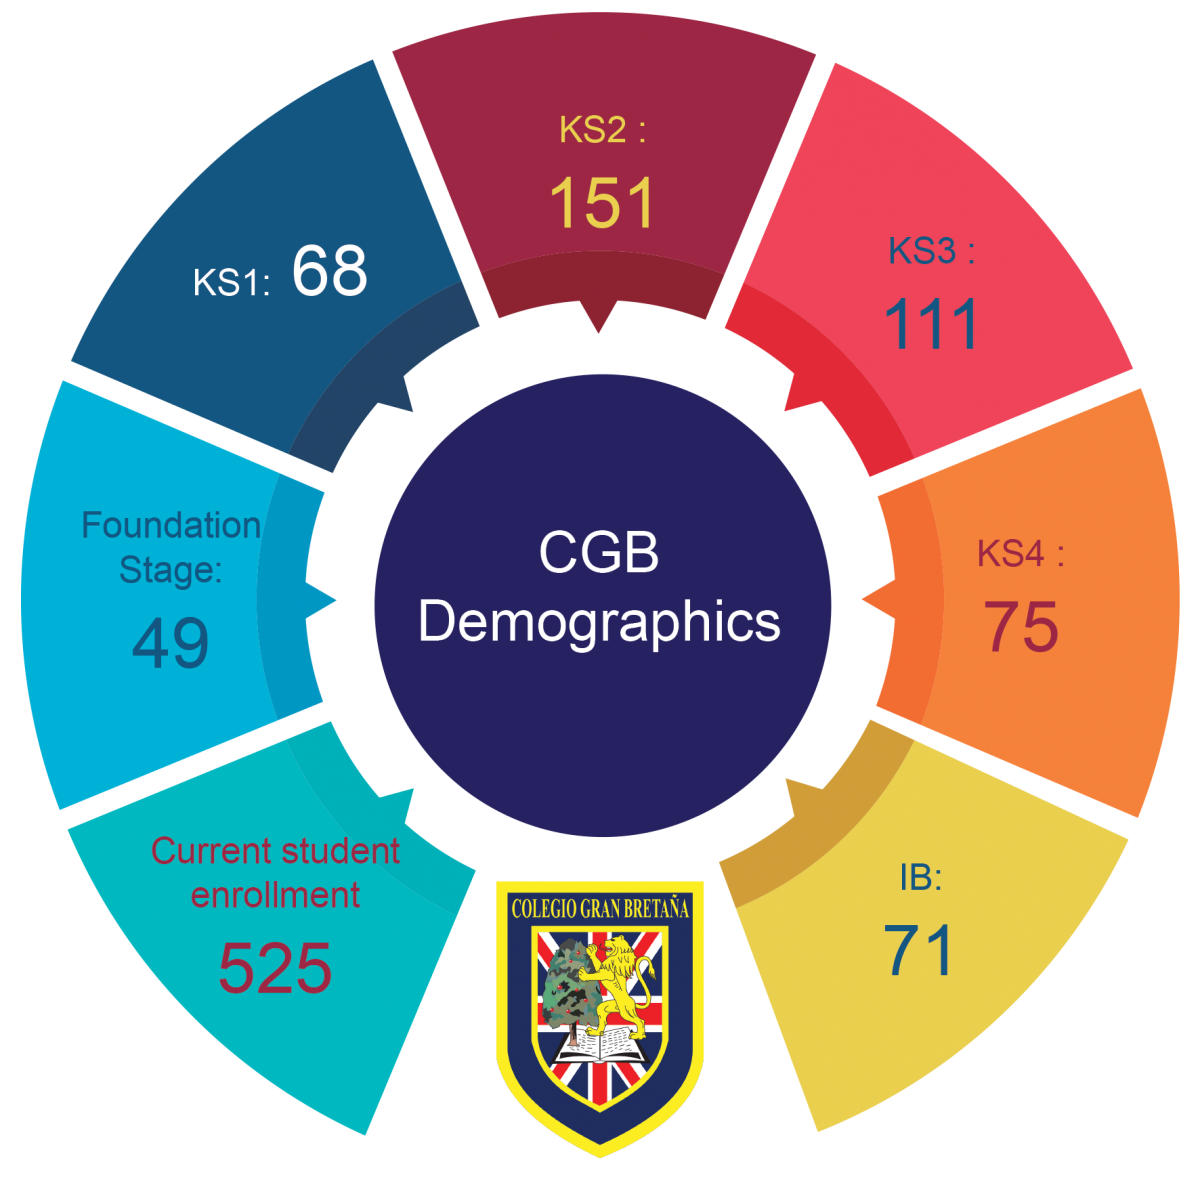 KS2 :
151
KS3 :
111
KS1: 68
KS4 :
75
Foundation
Stage:
49
CGB
Demographics
Current student
enrollment
525
IB:
71
COLEGIO GRAN BRETAÑA